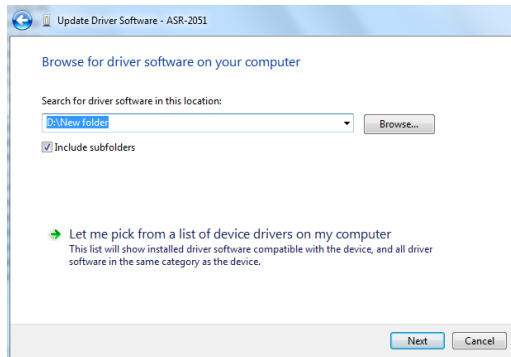 Update Driver Software - ASR-2051
Browse for driver software on your computer
Search for driver software in this location:
D:\New folder
Browse...
Include subfolders
Let me pick from a list of device drivers on my computer
This list will show installed driver software compatible with the device, and all driver
software in the same category as the device.
Next Cancel